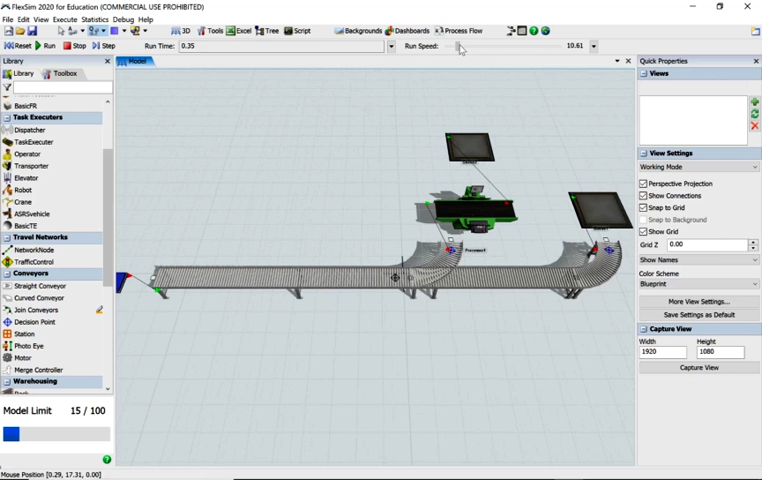 FlexSim 2020 for Education (COMMERCIAL USE PROHIBITED)
File Edit View Execute Statistics Debug Help
3D Tools Excel Tree Script Backgrounds Dashboards Process Flow
Reset Run Stop Step Run Time: 0.35 Run Speed: 10.61
Library
Library Toolbox
BasicFR
Task Executers
Dispatcher
TaskExecuter
Operator
Transporter
Elevator
Robot
Crane
ASRSvehicle
BasicTE
Travel Networks
NetworkNode
TrafficControl
Conveyors
Straight Conveyor
Curved Conveyor
Join Conveyors
Decision Point
Station
Photo Eye
Motor
Merge Controller
Warehousing
Model Limit 15 / 100
Model
Quick Properties
Views
View Settings
Working Mode
Perspective Projection
Show Connections
Snap to Grid
Snap to Background
Show Grid
Grid Z 0.00
Show Names
Color Scheme
Blueprint
More View Settings...
Save Settings as Default
Capture View
Width Height
1920 1080
Capture View
Mouse Position [0.29, 17.31, 0.00]